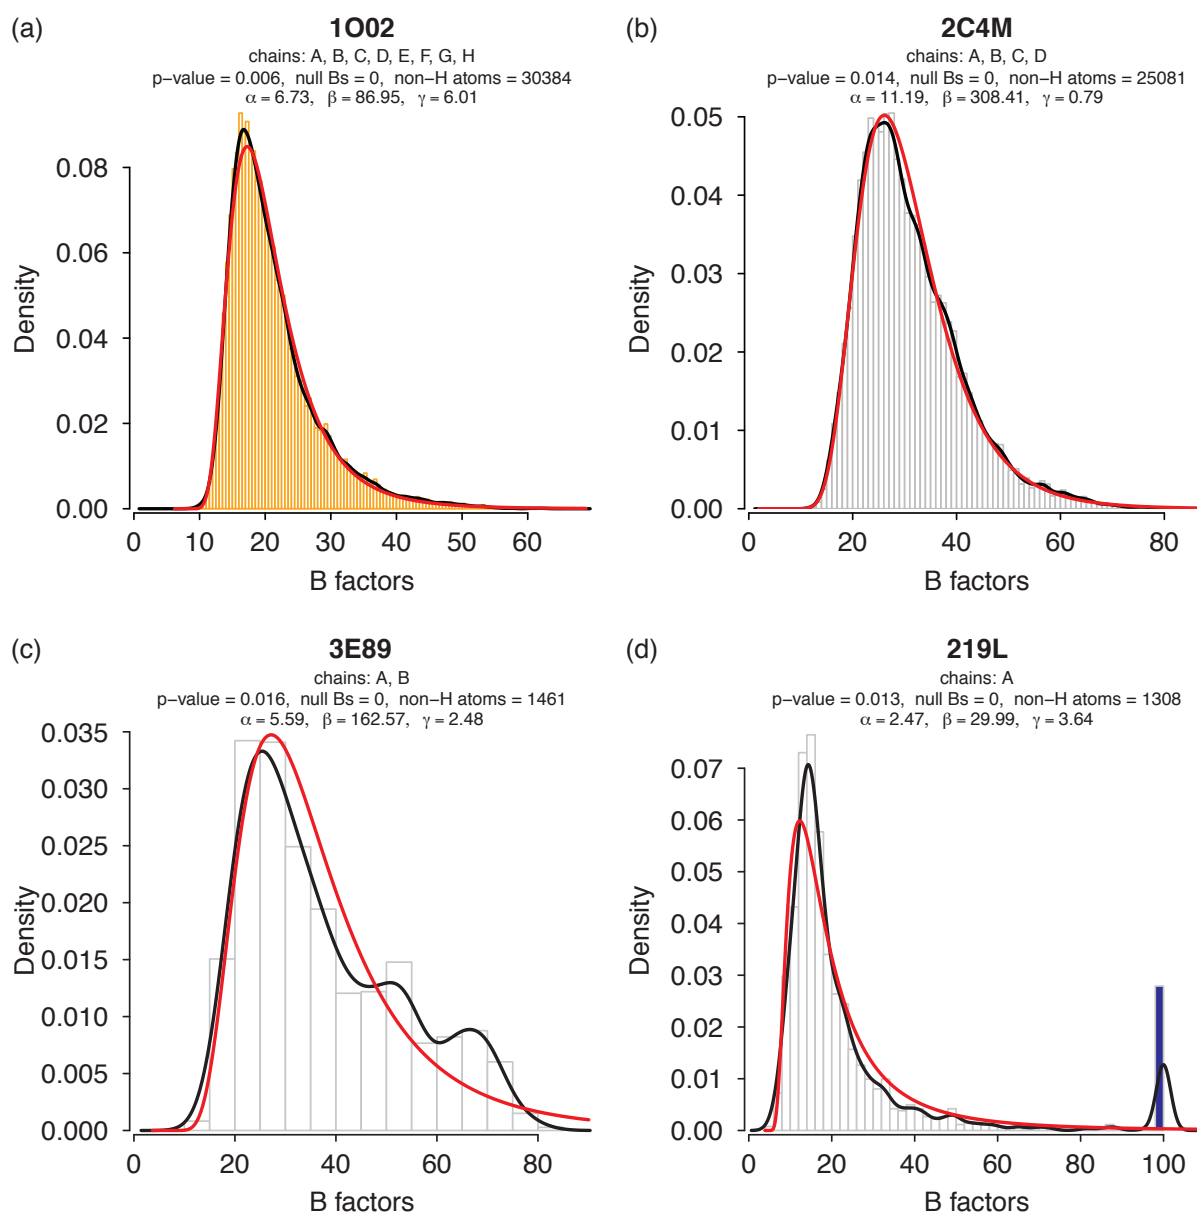 (a)
1O02
chains: A, B, C, D, E, F, G, H
p−value = 0.006, null Bs = 0, non−H atoms = 30384
α = 6.73, β = 86.95, γ = 6.01
Density
0.08
0.06
0.04
0.02
0.00
0 10 20 30 40 50 60
B factors
(b)
2C4M
chains: A, B, C, D
p−value = 0.014, null Bs = 0, non−H atoms = 25081
α = 11.19, β = 308.41, γ = 0.79
Density
0.05
0.04
0.03
0.02
0.01
0.00
0 20 40 60 80
B factors
(c)
3E89
chains: A, B
p−value = 0.016, null Bs = 0, non−H atoms = 1461
α = 5.59, β = 162.57, γ = 2.48
Density
0.035
0.030
0.025
0.020
0.015
0.010
0.005
0.000
0 20 40 60 80
B factors
(d)
219L
chains: A
p−value = 0.013, null Bs = 0, non−H atoms = 1308
α = 2.47, β = 29.99, γ = 3.64
Density
0.07
0.06
0.05
0.04
0.03
0.02
0.01
0.00
0 20 40 60 80 100
B factors